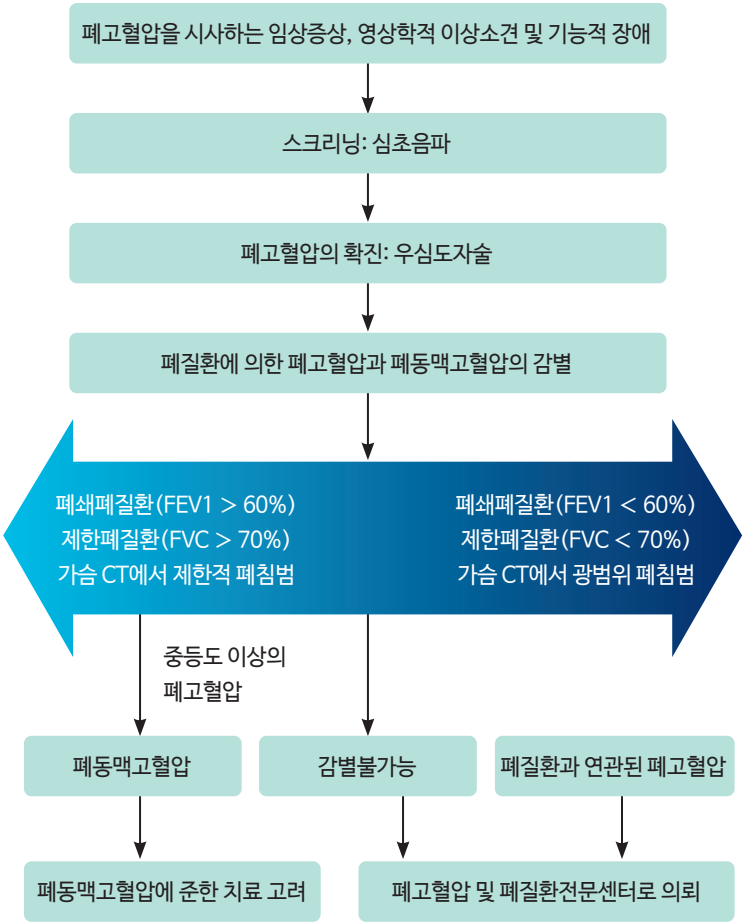 폐고혈압을 시사하는 임상증상, 영상학적 이상소견 및 기능적 장애
스크리닝: 심초음파
폐고혈압의 확진: 우심도자술
폐질환에 의한 폐고혈압과 폐동맥고혈압의 감별
폐쇄폐질환(FEV1 > 60%)
제한폐질환(FVC > 70%)
가슴 CT에서 제한적 폐침범
폐쇄폐질환(FEV1 < 60%)
제한폐질환(FVC < 70%)
가슴 CT에서 광범위 폐침범
중등도 이상의
폐고혈압
폐동맥고혈압
감별불가능
폐질환과 연관된 폐고혈압
폐동맥고혈압에 준한 치료 고려
폐고혈압 및 폐질환전문센터로 의뢰